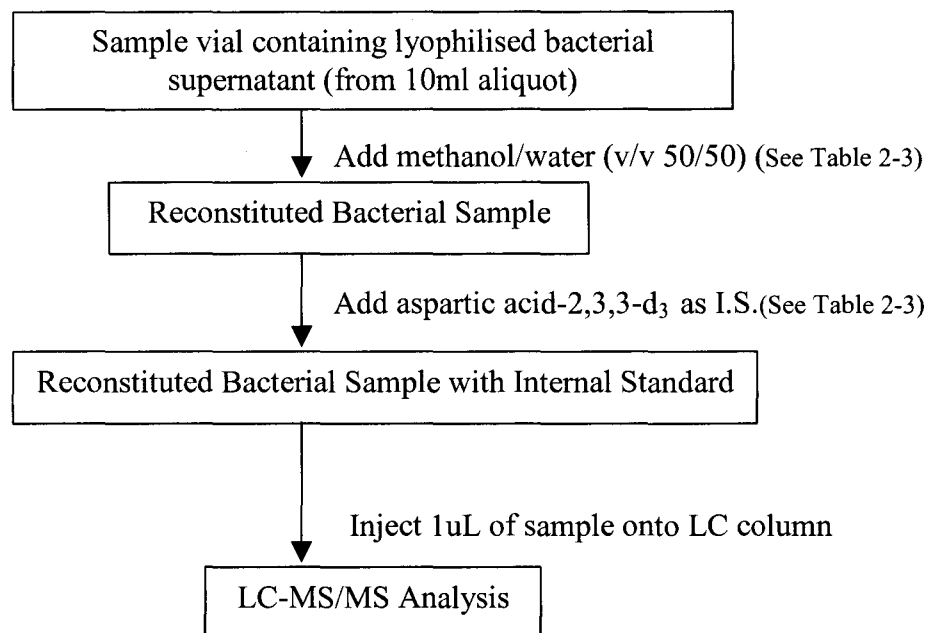 Sample vial containing lyophilised bacterial
supernatant (from 10ml aliquot)
Add methanol/water (v/v 50/50) (See Table 2-3)
Reconstituted Bacterial Sample
Add aspartic acid-2,3,3-d₃ as I.S.(See Table 2-3)
Reconstituted Bacterial Sample with Internal Standard
Inject 1uL of sample onto LC column
LC-MS/MS Analysis